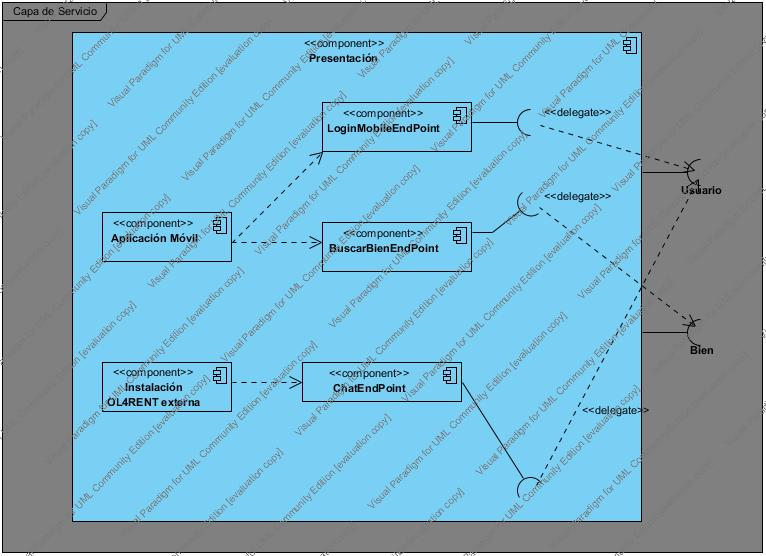 Capa de Servicio
<<component>>
Presentación
<<component>>
LoginMobileEndPoint
<<delegate>>
Usuario
<<component>>
Aplicación Móvil
<<component>>
BuscarBienEndPoint
<<delegate>>
Bien
<<component>>
Instalación
OL4RENT externa
<<component>>
ChatEndPoint
<<delegate>>
Visual Paradigm for UML Community Edition [evaluation copy]